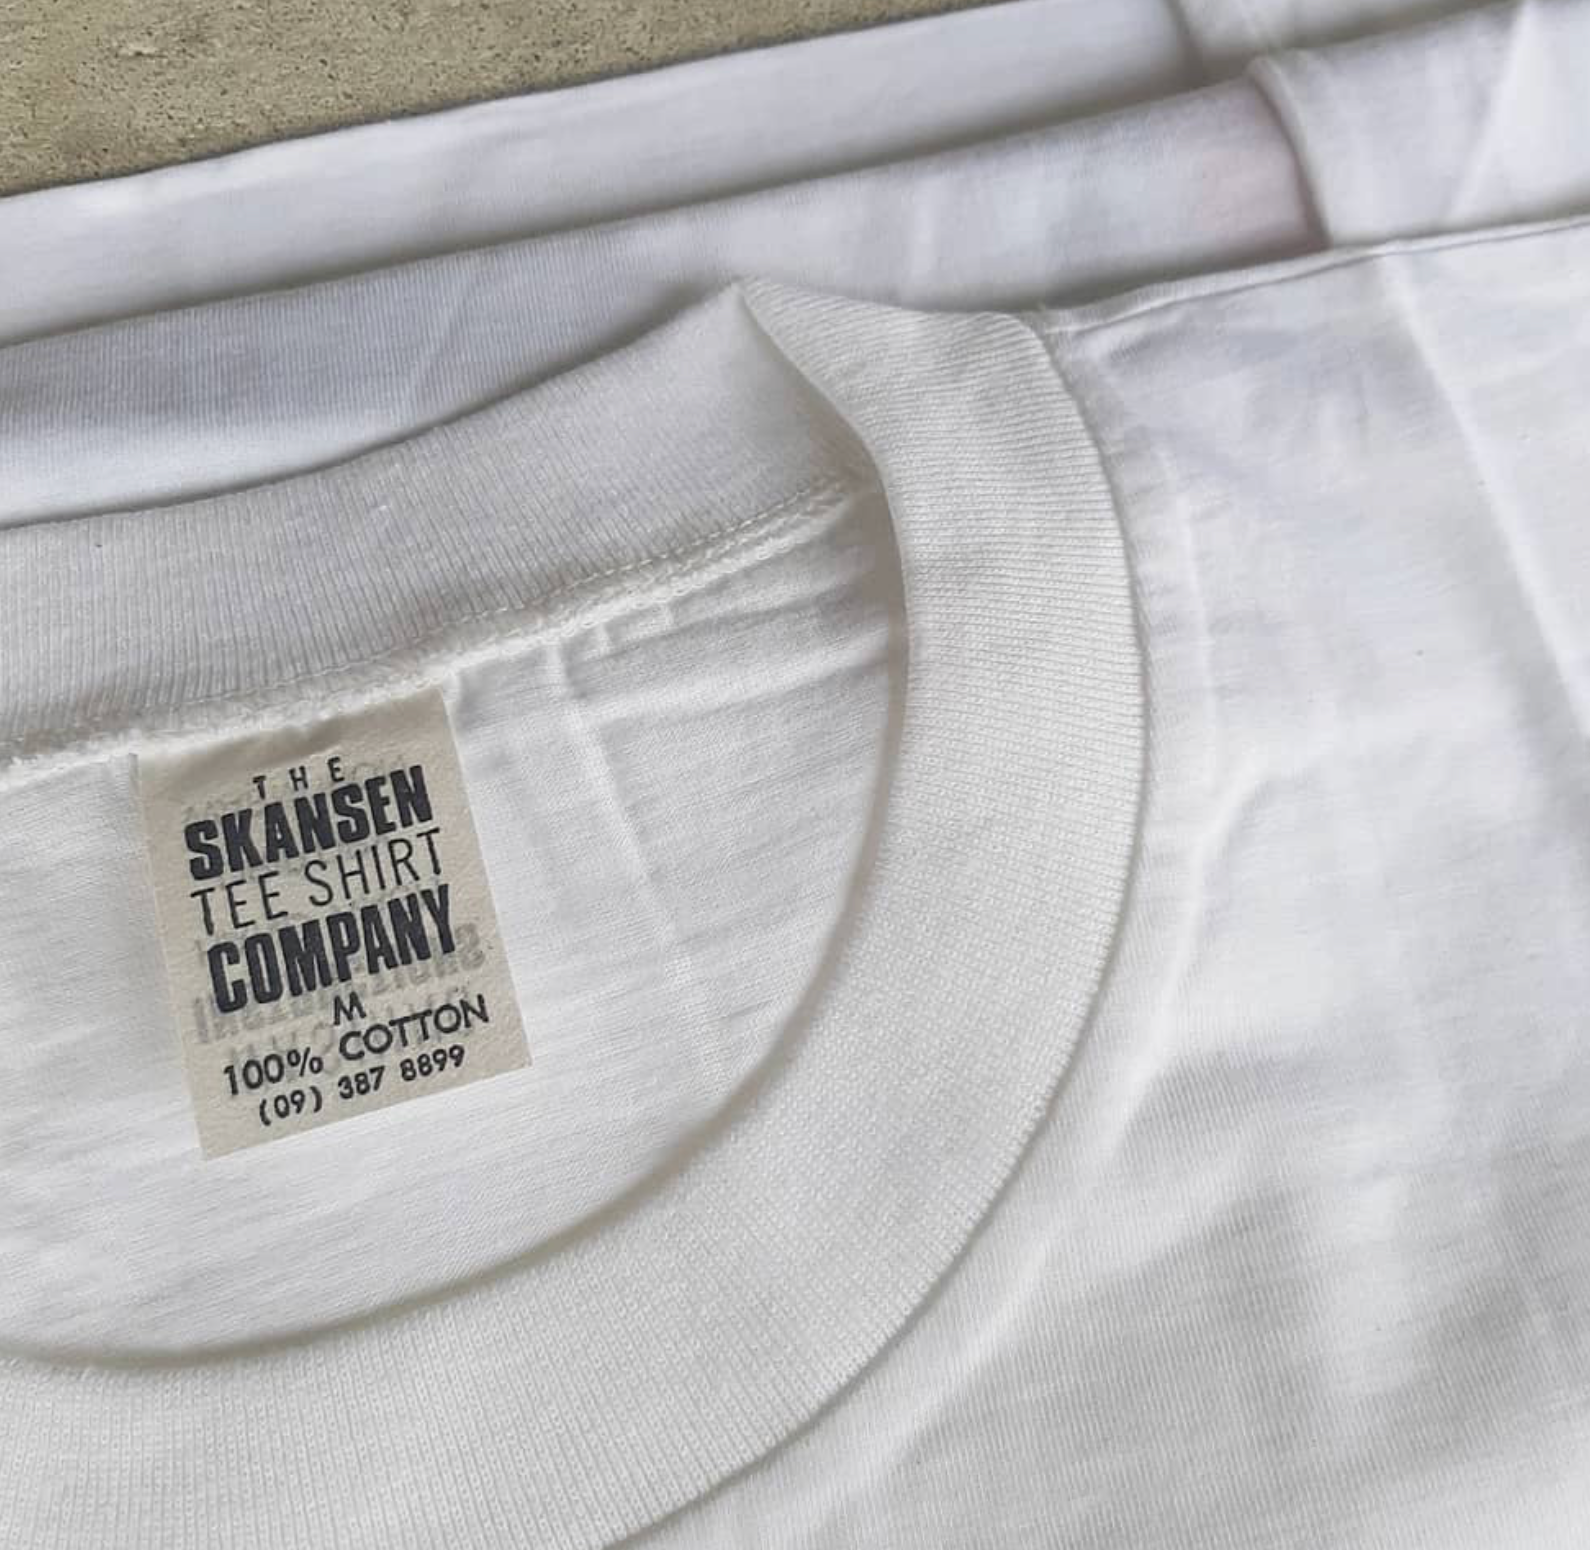 THE
SKANSEN
TEE SHIRT
COMPANY
M
100% COTTON
(09) 387 8899